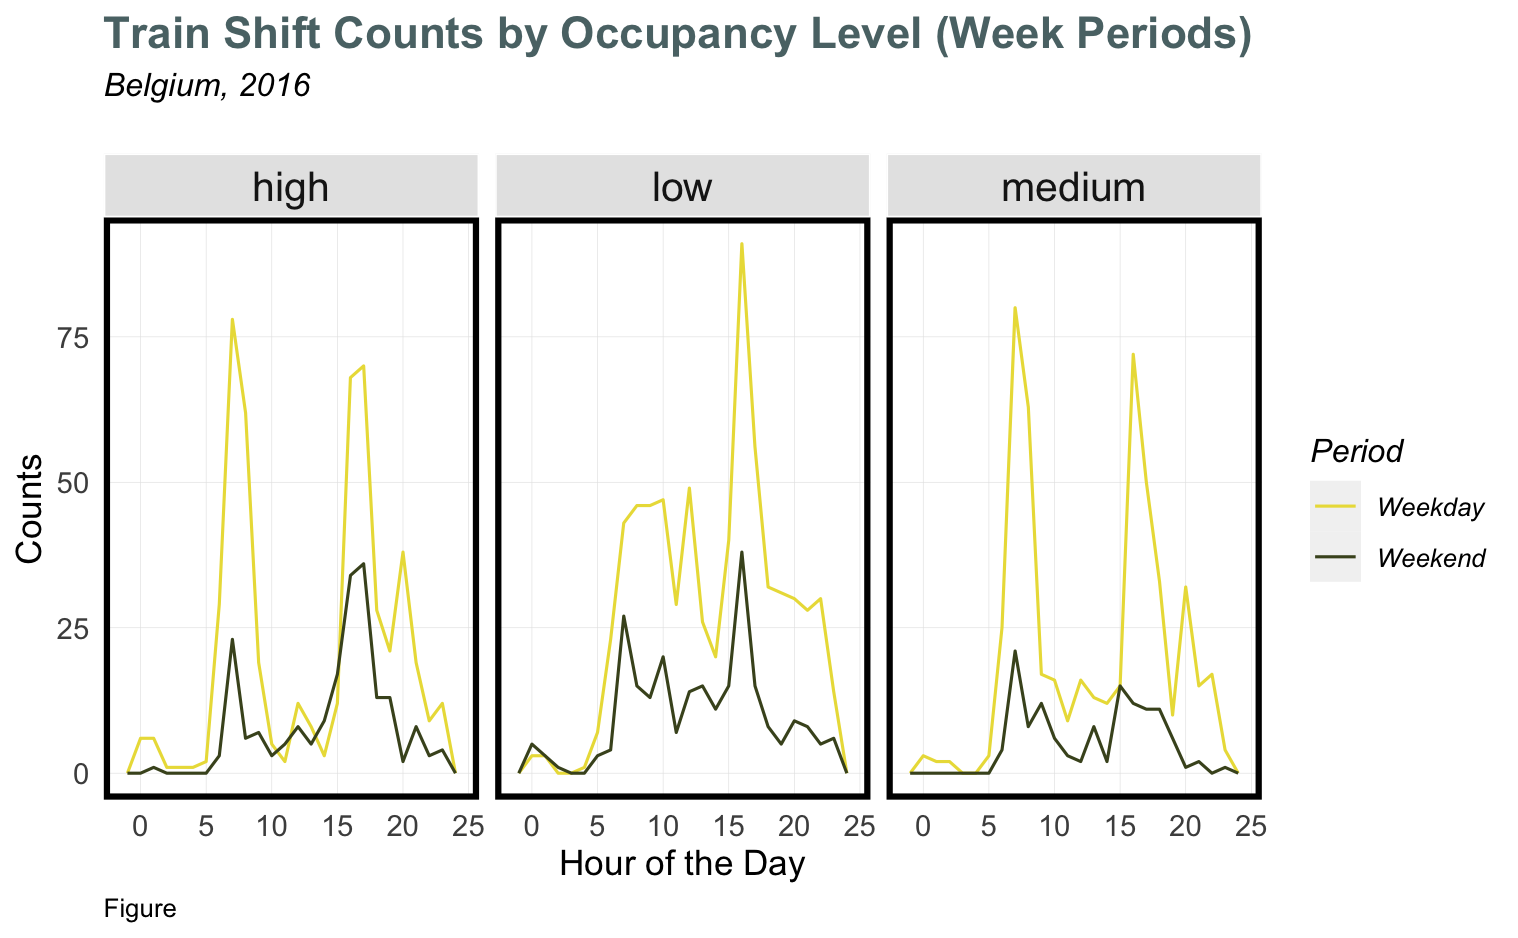 Train Shift Counts by Occupancy Level (Week Periods)
Belgium, 2016
high low medium
75
50
25
0
Counts
0 5 10 15 20 25 0 5 10 15 20 25 0 5 10 15 20 25
Hour of the Day
Period
Weekday
Weekend
Figure